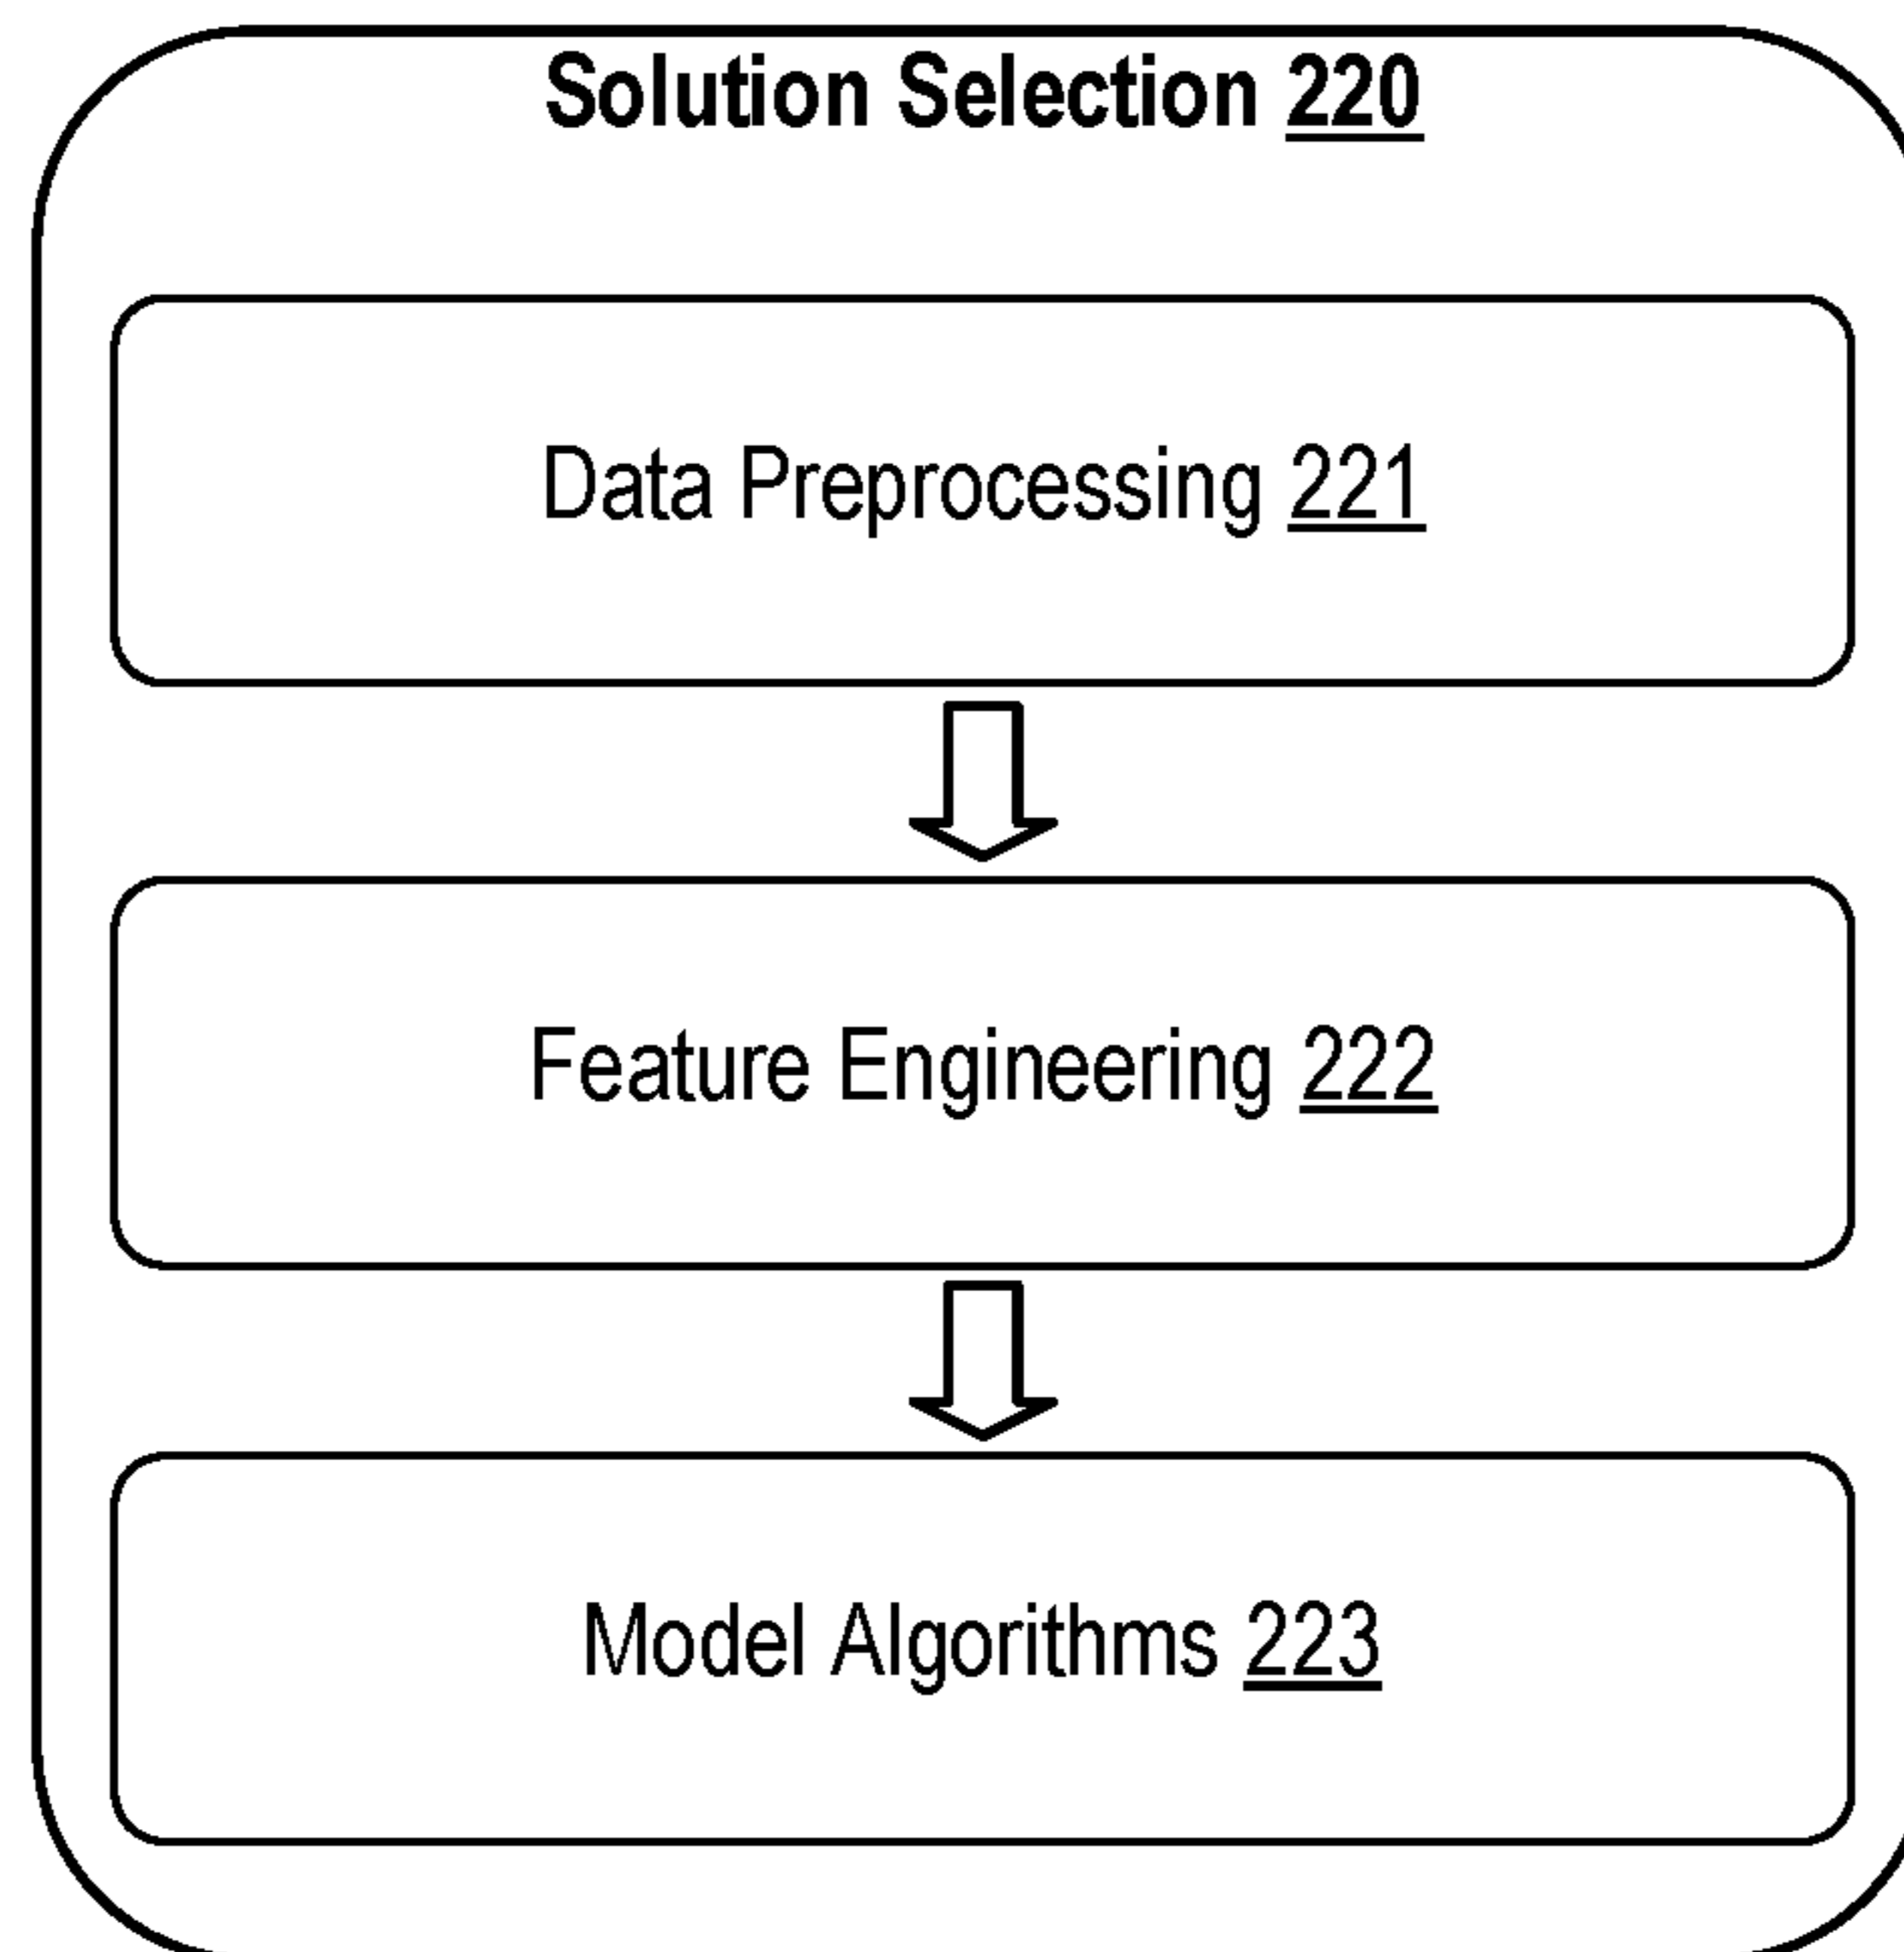 Solution Selection 220
Data Preprocessing 221
Feature Engineering 222
Model Algorithms 223